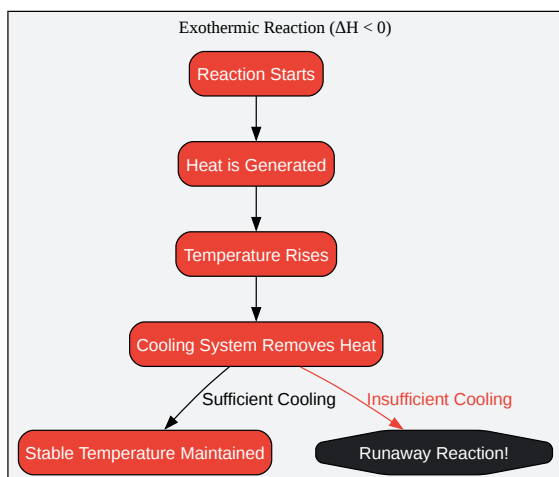 Exothermic Reaction (ΔH < 0)
Reaction Starts
Heat is Generated
Temperature Rises
Cooling System Removes Heat
Sufficient Cooling
Insufficient Cooling
Stable Temperature Maintained
Runaway Reaction!